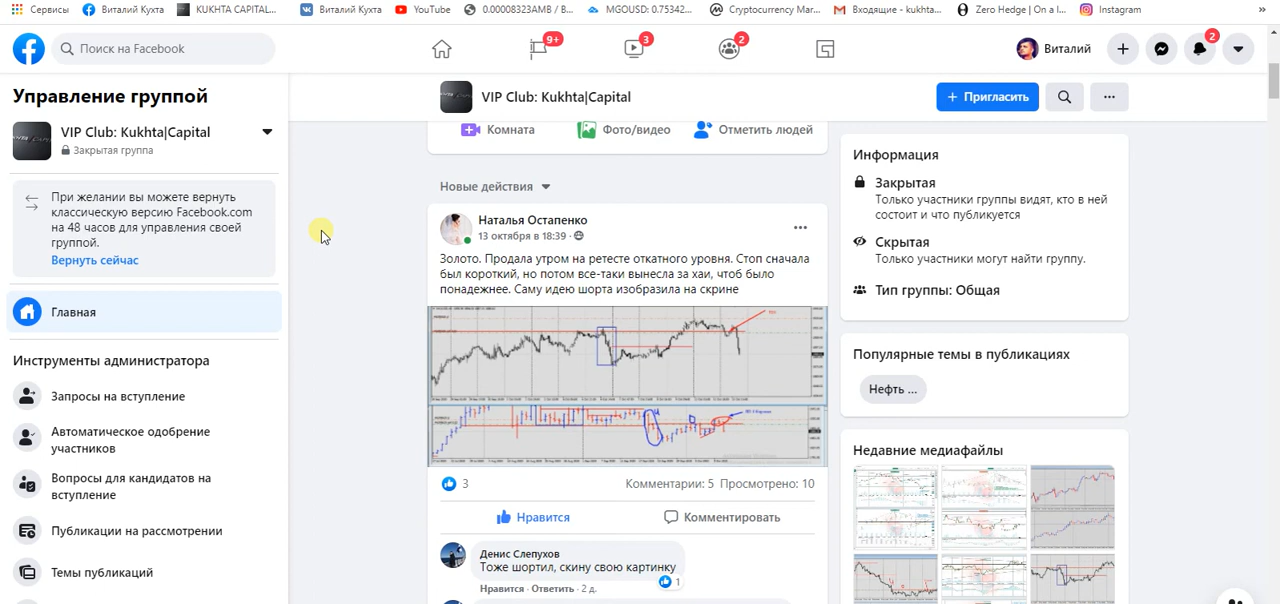 Сервисы
Виталий Кухта
KUKHTA CAPITAL...
Виталий Кухта
YouTube
0.00008323AMB / B...
MGOUSD: 0.75342...
Cryptocurrency Mar...
Входящие - kukhta...
Zero Hedge | On a l...
Instagram
»
Поиск на Facebook
9+
3
2
Виталий
2
Управление группой
VIP Club: Kukhta|Capital
Закрытая группа
При желании вы можете вернуть
классическую версию Facebook.com
на 48 часов для управления своей
группой.
Вернуть сейчас
Главная
Инструменты администратора
Запросы на вступление
Автоматическое одобрение
участников
Вопросы для кандидатов на
вступление
Публикации на рассмотрении
Темы публикаций
VIP Club: Kukhta|Capital
+ Пригласить
Комната
Фото/видео
Отметить людей
Новые действия
Наталья Остапенко
13 октября в 18:39 ·
Золото. Продала утром на ретесте откатного уровня. Стоп сначала
был короткий, но потом все-таки вынесла за хаи, чтоб было
понадежнее. Саму идею шорта изобразила на скрине
3
Комментарии: 5 Просмотрено: 10
Нравится
Комментировать
Денис Слепухов
Тоже шортил, скину свою картинку
1
Нравится · Ответить · 2 д.
Информация
Закрытая
Только участники группы видят, кто в ней
состоит и что публикуется
Скрытая
Только участники могут найти группу.
Тип группы: Общая
Популярные темы в публикациях
Нефть ...
Недавние медиафайлы